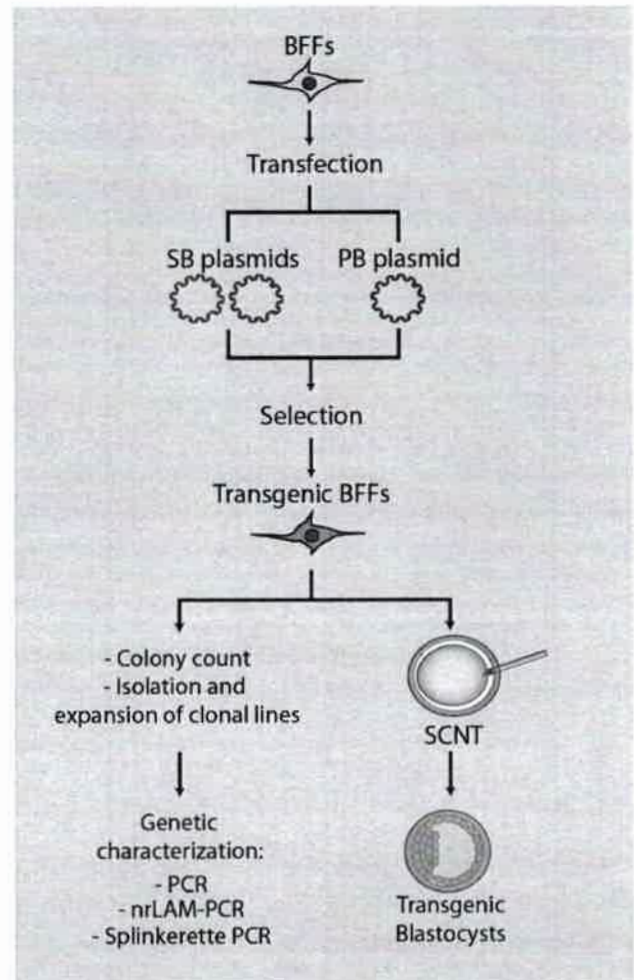 BFFs
Transfection
SB plasmids PB plasmid
Selection
Transgenic BFFs
- Colony count
- Isolation and
expansion of clonal lines
SCNT
Genetic
characterization:
- PCR
- nrLAM-PCR
- Splinkerette PCR
Transgenic
Blastocysts